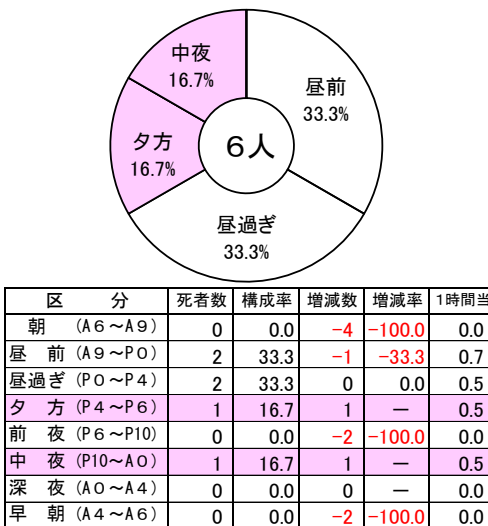 中夜
16.7%
昼前
33.3%
夕方
16.7%
6人
昼過ぎ
33.3%
区 分 死者数 構成率 増減数 増減率 1時間当
朝 (A6～A9) 0 0.0 -4 -100.0 0.0
昼 前 (A9～P0) 2 33.3 -1 -33.3 0.7
昼過ぎ (P0～P4) 2 33.3 0 0.0 0.5
夕 方 (P4～P6) 1 16.7 1 － 0.5
前 夜 (P6～P10) 0 0.0 -2 -100.0 0.0
中 夜 (P10～A0) 1 16.7 1 － 0.5
深 夜 (A0～A4) 0 0.0 0 － 0.0
早 朝 (A4～A6) 0 0.0 -2 -100.0 0.0